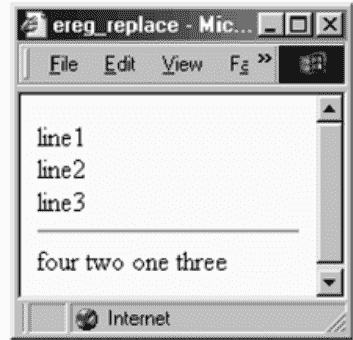 ereg_replace - Mic...
File Edit View Fa »
line1
line2
line3
four two one three
Internet